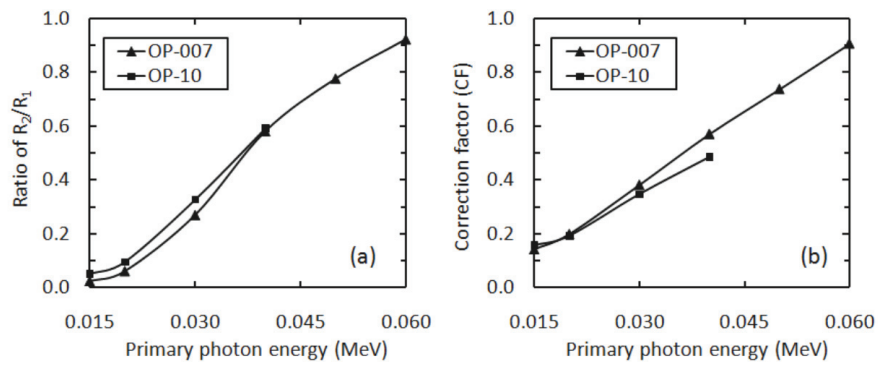 Ratio of R2/R1
1.0
0.8
0.6
0.4
0.2
0.0
OP-007
OP-10
(a)
0.015 0.030 0.045 0.060
Primary photon energy (MeV)
Correction factor (CF)
1.0
0.8
0.6
0.4
0.2
0.0
OP-007
OP-10
(b)
0.015 0.030 0.045 0.060
Primary photon energy (MeV)